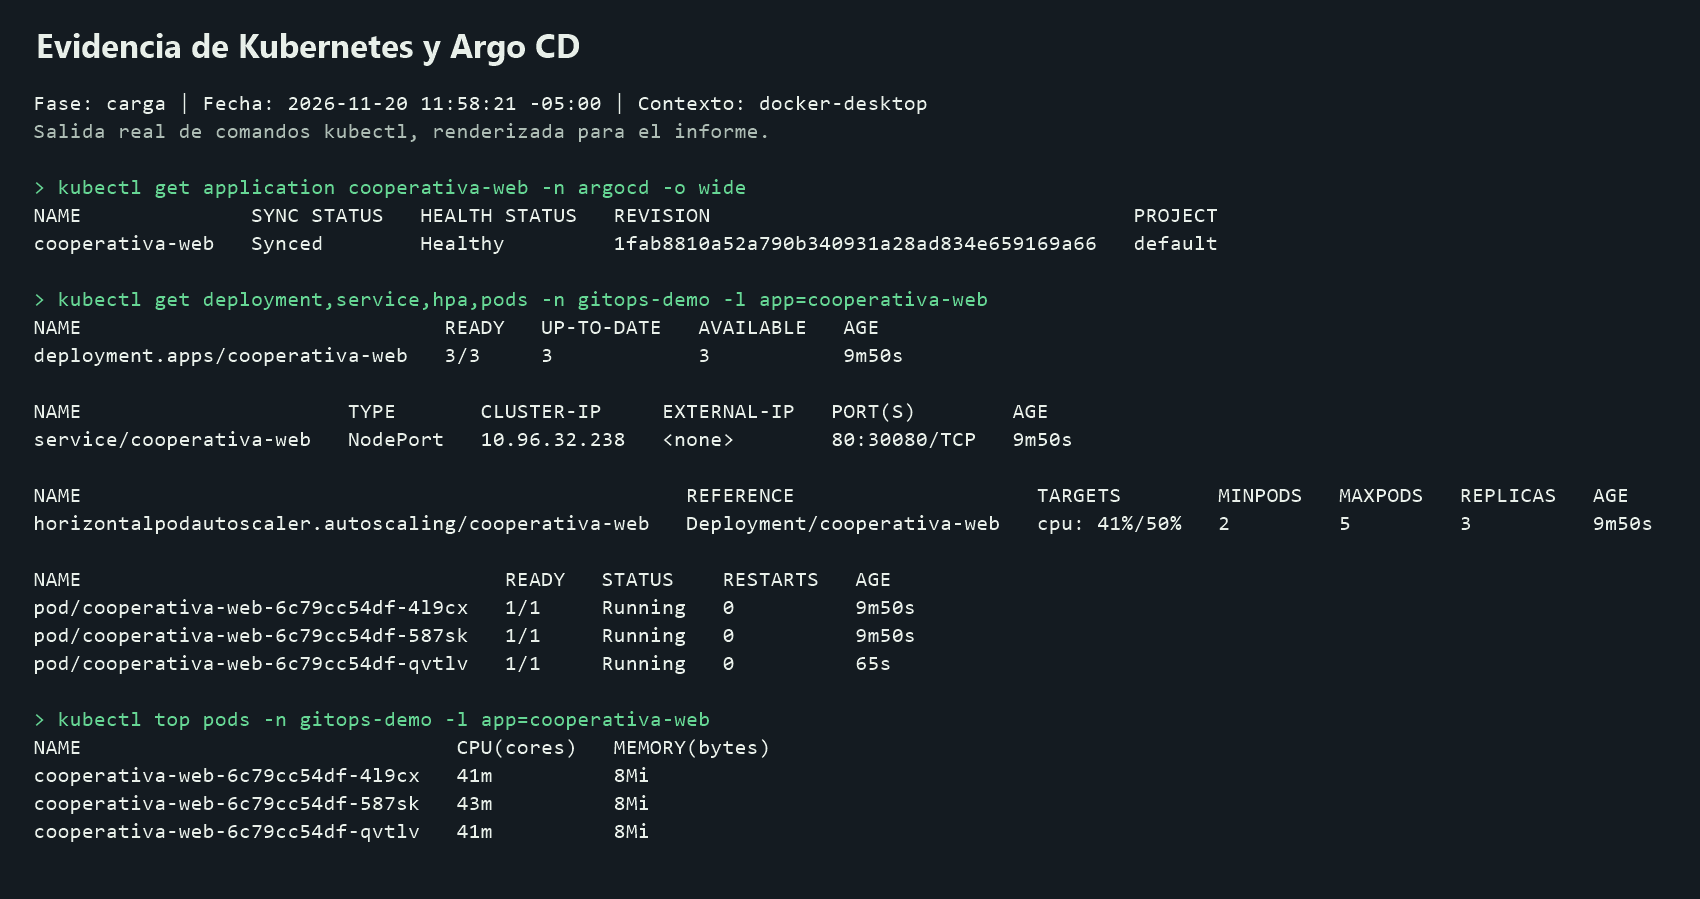 Evidencia de Kubernetes y Argo CD
Fase: carga | Fecha: 2026-11-20 11:58:21 -05:00 | Contexto: docker-desktop
Salida real de comandos kubectl, renderizada para el informe.
> kubectl get application cooperativa-web -n argocd -o wide
NAME              SYNC STATUS   HEALTH STATUS   REVISION                                   PROJECT
cooperativa-web   Synced        Healthy         1fab8810a52a790b340931a28ad834e659169a66   default
> kubectl get deployment,service,hpa,pods -n gitops-demo -l app=cooperativa-web
NAME                              READY   UP-TO-DATE   AVAILABLE   AGE
deployment.apps/cooperativa-web   3/3     3            3           9m50s
NAME                      TYPE       CLUSTER-IP     EXTERNAL-IP   PORT(S)        AGE
service/cooperativa-web   NodePort   10.96.32.238   <none>        80:30080/TCP   9m50s
NAME                                                  REFERENCE                    TARGETS        MINPODS   MAXPODS   REPLICAS   AGE
horizontalpodautoscaler.autoscaling/cooperativa-web   Deployment/cooperativa-web   cpu: 41%/50%   2         5         3          9m50s
NAME                                   READY   STATUS    RESTARTS   AGE
pod/cooperativa-web-6c79cc54df-4l9cx   1/1     Running   0          9m50s
pod/cooperativa-web-6c79cc54df-587sk   1/1     Running   0          9m50s
pod/cooperativa-web-6c79cc54df-qvtlv   1/1     Running   0          65s
> kubectl top pods -n gitops-demo -l app=cooperativa-web
NAME                               CPU(cores)   MEMORY(bytes)
cooperativa-web-6c79cc54df-4l9cx   41m          8Mi
cooperativa-web-6c79cc54df-587sk   43m          8Mi
cooperativa-web-6c79cc54df-qvtlv   41m          8Mi